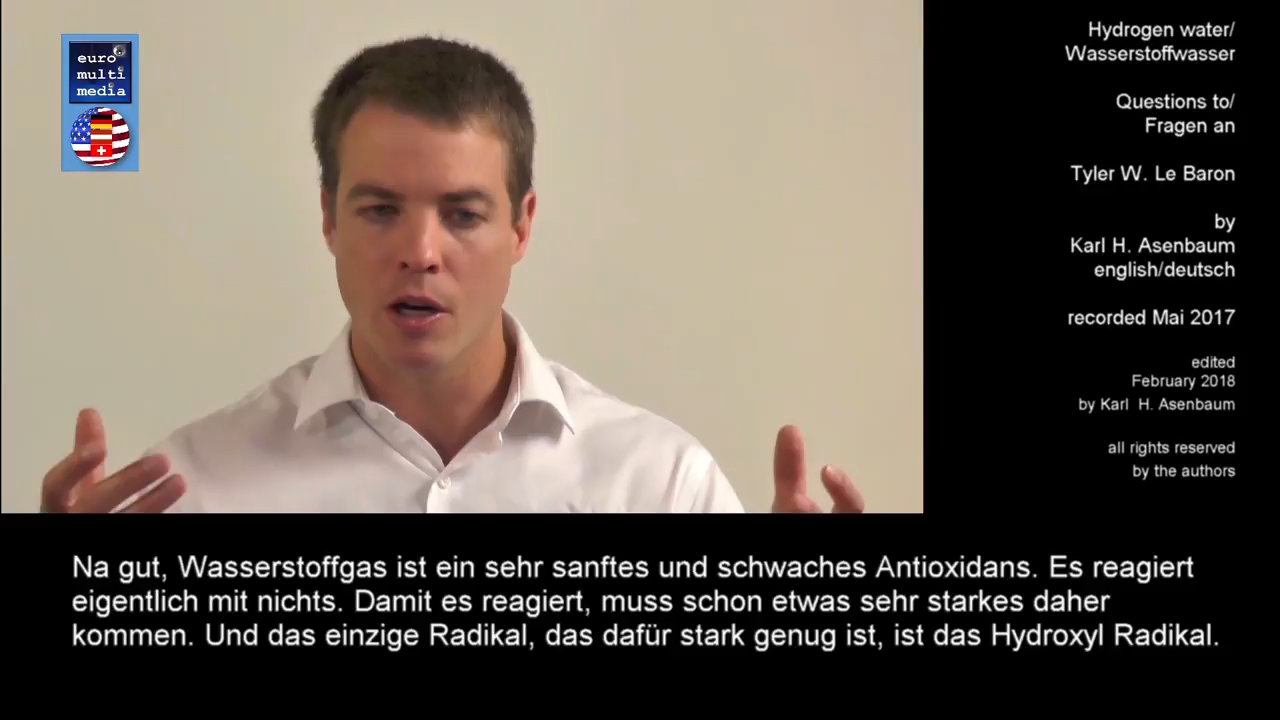 euro
multi
media
Hydrogen water/
Wasserstoffwasser
Questions to/
Fragen an
Tyler W. Le Baron
by
Karl H. Asenbaum
english/deutsch
recorded Mai 2017
edited
February 2018
by Karl H. Asenbaum
all rights reserved
by the authors
Na gut, Wasserstoffgas ist ein sehr sanftes und schwaches Antioxidans. Es reagiert
eigentlich mit nichts. Damit es reagiert, muss schon etwas sehr starkes daher
kommen. Und das einzige Radikal, das dafür stark genug ist, ist das Hydroxyl Radikal.